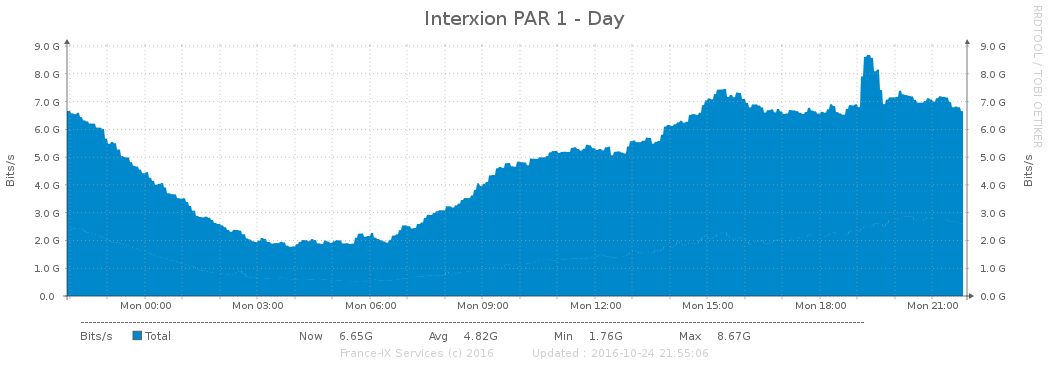 Interxion PAR 1 - Day
RRDTOOL / TOBI OETIKER
Bits/s
9.0 G 9.0 G
8.0 G 8.0 G
7.0 G 7.0 G
6.0 G 6.0 G
5.0 G 5.0 G
4.0 G 4.0 G
3.0 G 3.0 G
2.0 G 2.0 G
1.0 G 1.0 G
0.0 0.0 G
Bits/s
Mon 00:00 Mon 03:00 Mon 06:00 Mon 09:00 Mon 12:00 Mon 15:00 Mon 18:00 Mon 21:00
Bits/s Total Now 6.65G Avg 4.82G Min 1.76G Max 8.67G
France-IX Services (c) 2016 Updated : 2016-10-24 21:55:06